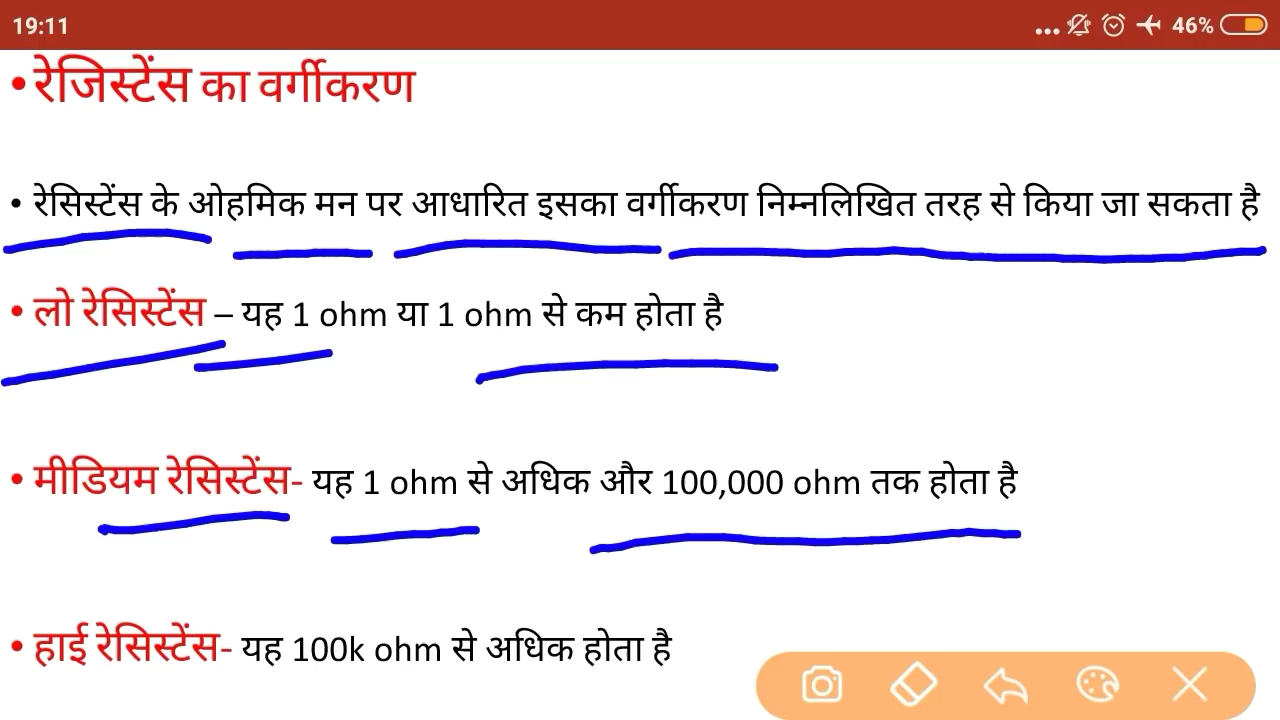 19:11 ... 46%
•रेजिस्टेंस का वर्गीकरण
• रेसिस्टेंस के ओहमिक मन पर आधारित इसका वर्गीकरण निम्नलिखित तरह से किया जा सकता है
• लो रेसिस्टेंस – यह 1 ohm या 1 ohm से कम होता है
• मीडियम रेसिस्टेंस- यह 1 ohm से अधिक और 100,000 ohm तक होता है
• हाई रेसिस्टेंस- यह 100k ohm से अधिक होता है